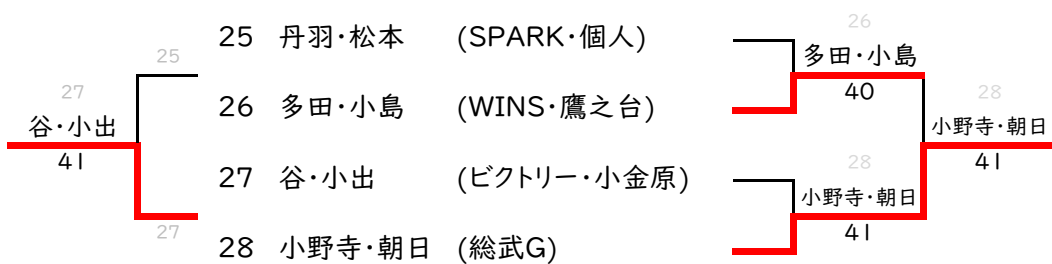 25 丹羽・松本 (SPARK・個人)
26
25
多田・小島
27
26 多田・小島 (WINS・鷹之台)
40
28
谷・小出
小野寺・朝日
41
27 谷・小出 (ビクトリー・小金原)
28
41
小野寺・朝日
27
28 小野寺・朝日 (総武G)
41